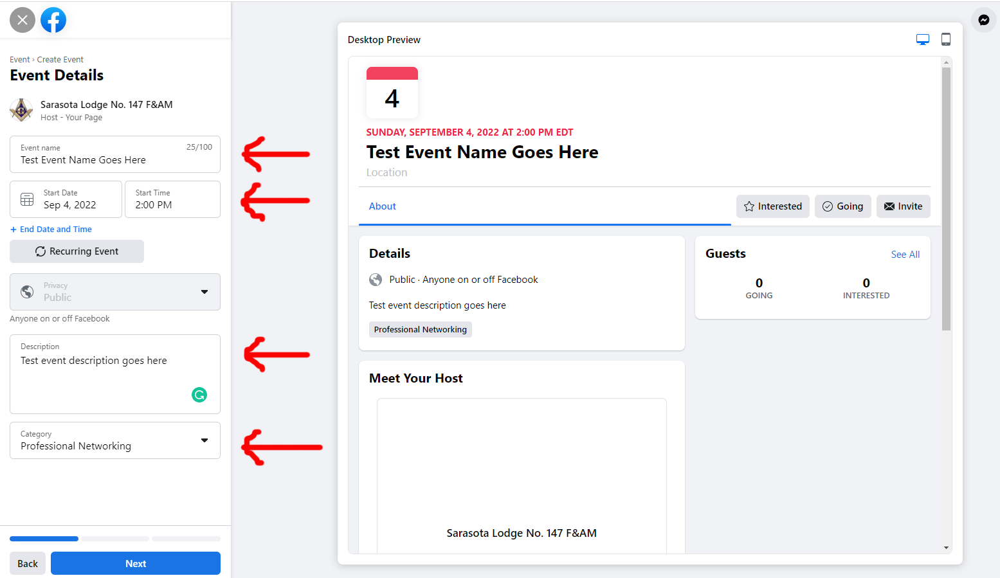 Event › Create Event
Event Details
Sarasota Lodge No. 147 F&AM
Host - Your Page
Event name
25/100
Test Event Name Goes Here
Start Date
Sep 4, 2022
Start Time
2:00 PM
+ End Date and Time
Recurring Event
Privacy
Public
Anyone on or off Facebook
Description
Test event description goes here
Category
Professional Networking
Back
Next
Desktop Preview
4
SUNDAY, SEPTEMBER 4, 2022 AT 2:00 PM EDT
Test Event Name Goes Here
Location
About
Interested
Going
Invite
Details
Public · Anyone on or off Facebook
Test event description goes here
Professional Networking
Guests
See All
0
GOING
0
INTERESTED
Meet Your Host
Sarasota Lodge No. 147 F&AM